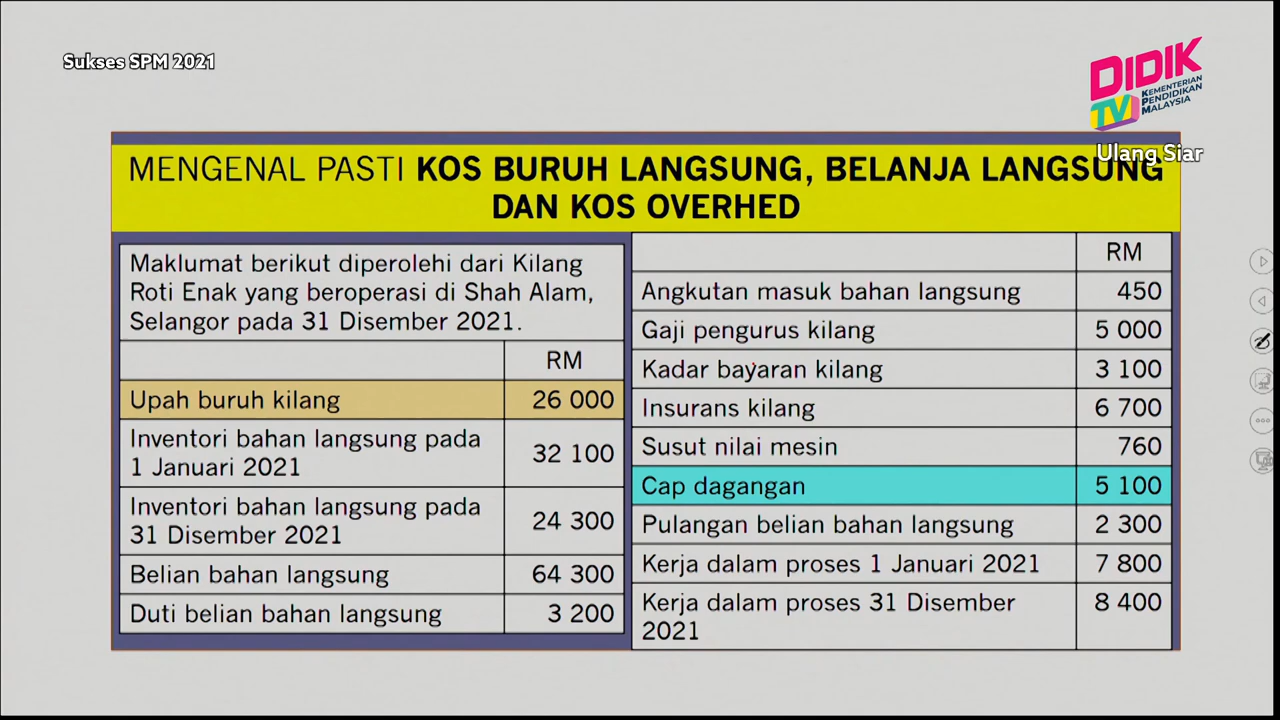 Sukses SPM 2021
DIDIK
TV
KEMENTERIAN
PENDIDIKAN
MALAYSIA
Ulang Siar
MENGENAL PASTI KOS BURUH LANGSUNG, BELANJA LANGSUNG
DAN KOS OVERHED
Maklumat berikut diperolehi dari Kilang
Roti Enak yang beroperasi di Shah Alam,
Selangor pada 31 Disember 2021.
RM
Upah buruh kilang 26 000
Inventori bahan langsung pada
1 Januari 2021 32 100
Inventori bahan langsung pada
31 Disember 2021 24 300
Belian bahan langsung 64 300
Duti belian bahan langsung 3 200
RM
Angkutan masuk bahan langsung 450
Gaji pengurus kilang 5 000
Kadar bayaran kilang 3 100
Insurans kilang 6 700
Susut nilai mesin 760
Cap dagangan 5 100
Pulangan belian bahan langsung 2 300
Kerja dalam proses 1 Januari 2021 7 800
Kerja dalam proses 31 Disember 8 400
2021